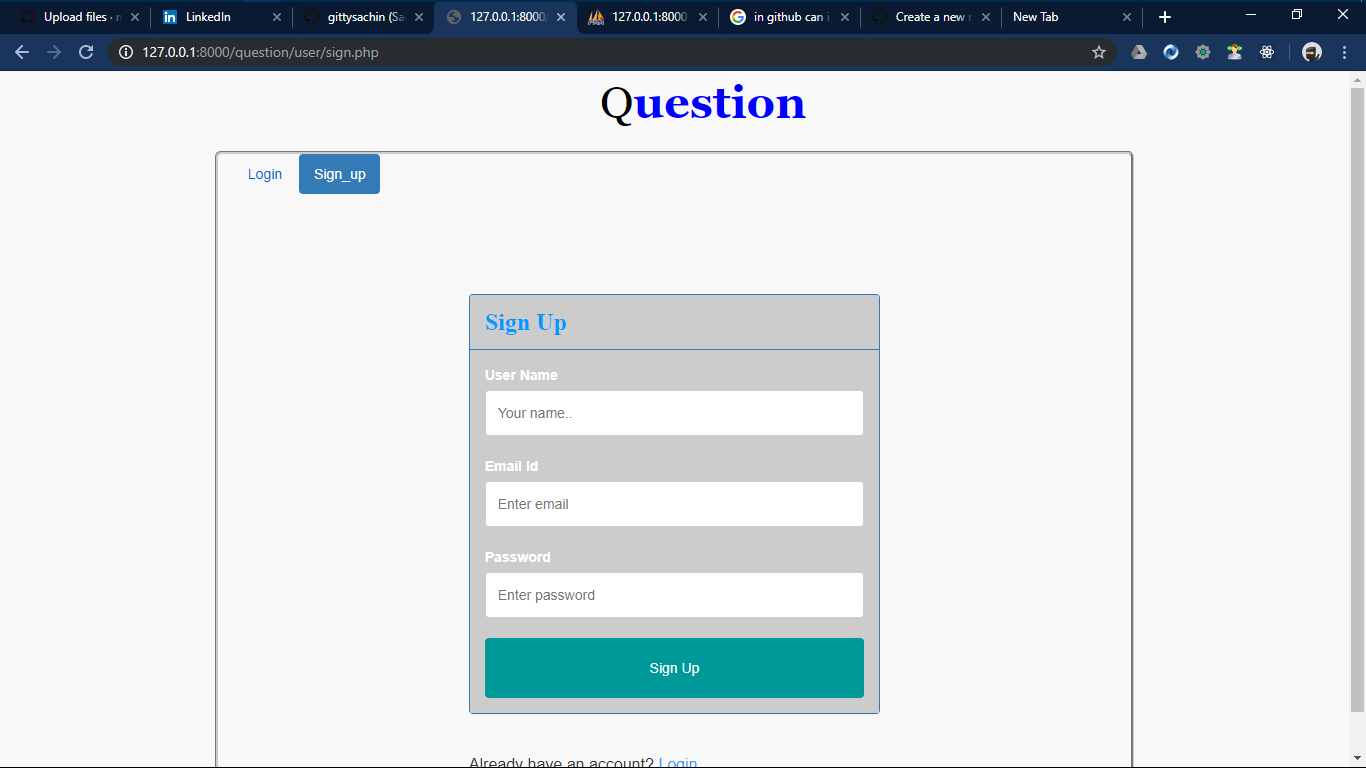 Upload files · m
LinkedIn
gittysachin (Sa
127.0.0.1:8000/
127.0.0.1:8000
in github can i
Create a new r
New Tab
127.0.0.1:8000/question/user/sign.php
Question
Login
Sign_up
Sign Up
User Name
Your name..
Email Id
Enter email
Password
Enter password
Sign Up
Already have an account? Login